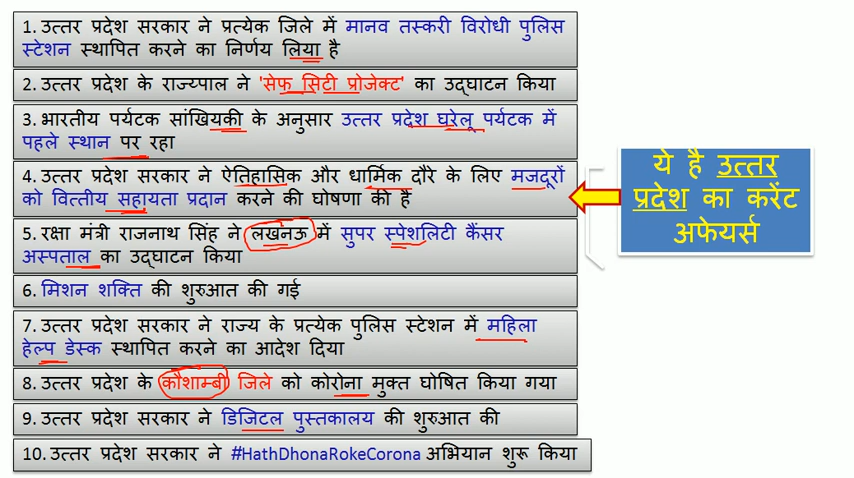 1. उत्तर प्रदेश सरकार ने प्रत्येक जिले में मानव तस्करी विरोधी पुलिस
स्टेशन स्थापित करने का निर्णय लिया है
2. उत्तर प्रदेश के राज्य्पाल ने 'सेफ सिटी प्रोजेक्ट' का उद्घाटन किया
3. भारतीय पर्यटक सांखियकी के अनुसार उत्तर प्रदेश घरेलू पर्यटक में
पहले स्थान पर रहा
4. उत्तर प्रदेश सरकार ने ऐतिहासिक और धार्मिक दौरे के लिए मजदूरों
को वित्तीय सहायता प्रदान करने की घोषणा की है
5. रक्षा मंत्री राजनाथ सिंह ने लखनऊ में सुपर स्पेशलिटी कैंसर
अस्पताल का उद्घाटन किया
6. मिशन शक्ति की शुरुआत की गई
7. उत्तर प्रदेश सरकार ने राज्य के प्रत्येक पुलिस स्टेशन में महिला
हेल्प डेस्क स्थापित करने का आदेश दिया
8. उत्तर प्रदेश के कौशाम्बी जिले को कोरोना मुक्त घोषित किया गया
9. उत्तर प्रदेश सरकार ने डिजिटल पुस्तकालय की शुरुआत की
10. उत्तर प्रदेश सरकार ने #HathDhonaRokeCorona अभियान शुरू किया
ये है उत्तर
प्रदेश का करेंट
अफेयर्स